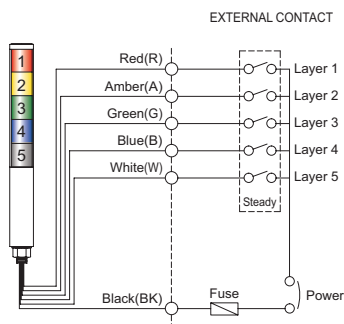 EXTERNAL CONTACT
1
2
3
4
5
Red(R)
Layer 1
Amber(A)
Layer 2
Green(G)
Layer 3
Blue(B)
Layer 4
White(W)
Layer 5
Steady
Black(BK)
Fuse
Power